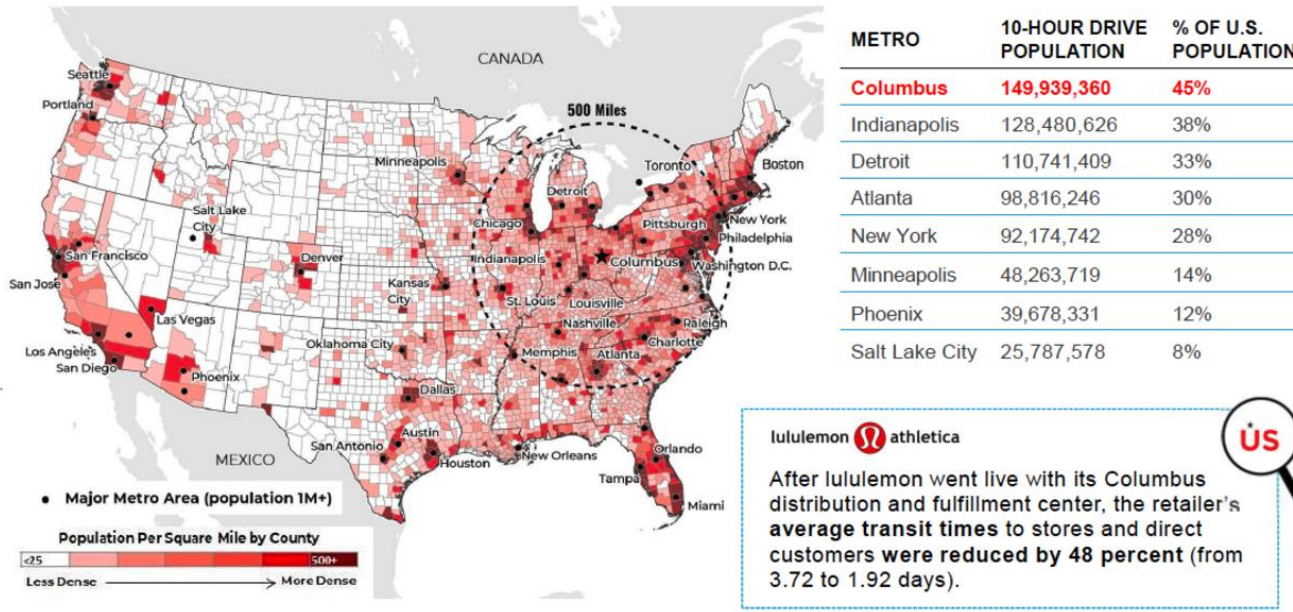 CANADA
Seattle
Portland
500 Miles
Minneapolis
Toronto
Boston
Detroit
Salt Lake
City
Chicago
Pittsburgh
New York
Philadelphia
San Francisco
Denver
Indianapolis
Columbus
Washington D.C.
San Jose
Kansas
City
St. Louis
Louisville
Las Vegas
Nashville
Raleigh
Los Angeles
Oklahoma City
Memphis
Atlanta
Charlotte
San Diego
Phoenix
Dallas
Austin
San Antonio
Houston
New Orleans
Orlando
Tampa
Miami
MEXICO
Major Metro Area (population 1M+)
Population Per Square Mile by County
<25 500+
Less Dense More Dense
METRO 10-HOUR DRIVE POPULATION % OF U.S. POPULATION
Columbus 149,939,360 45%
Indianapolis 128,480,626 38%
Detroit 110,741,409 33%
Atlanta 98,816,246 30%
New York 92,174,742 28%
Minneapolis 48,263,719 14%
Phoenix 39,678,331 12%
Salt Lake City 25,787,578 8%
lululemon athletica
US
After lululemon went live with its Columbus
distribution and fulfillment center, the retailer's
average transit times to stores and direct
customers were reduced by 48 percent (from
3.72 to 1.92 days).